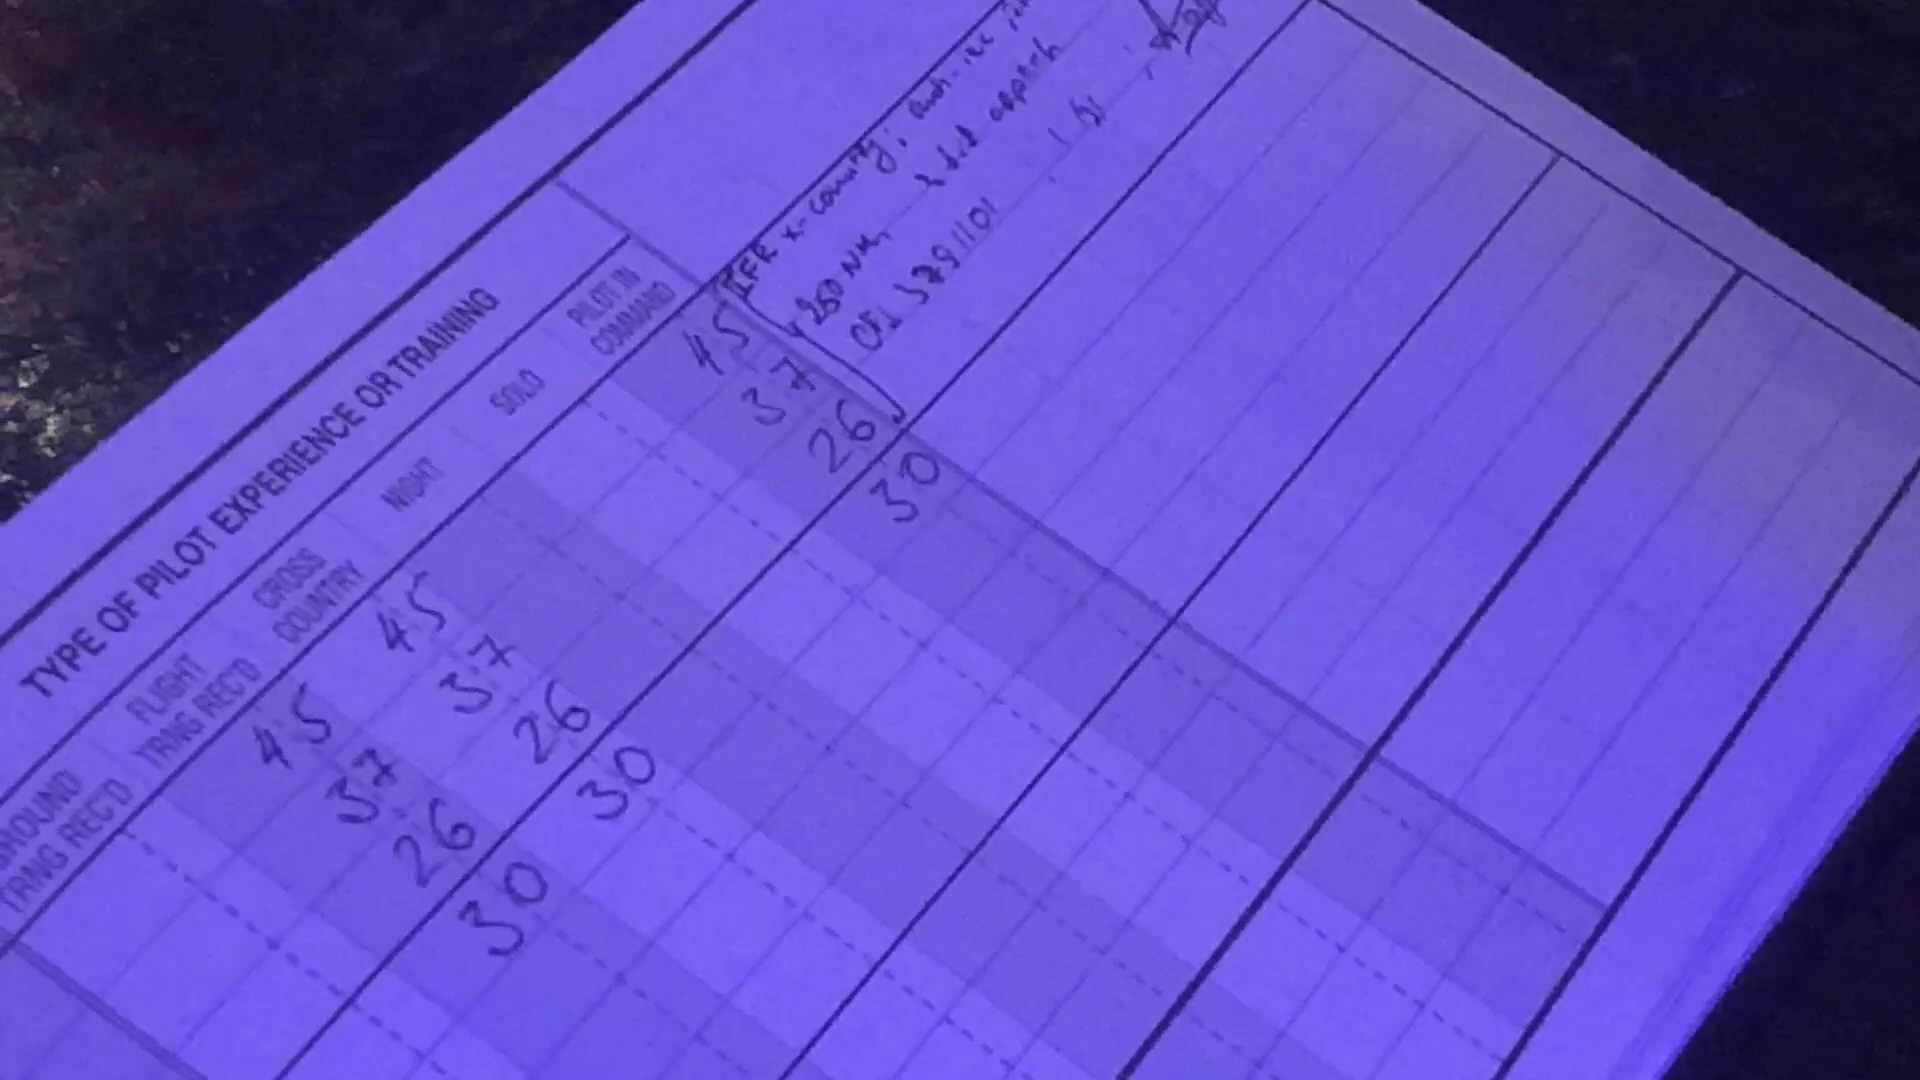 TYPE OF PILOT EXPERIENCE OR TRAINING
GROUND TRNG REC'D
FLIGHT TRNG REC'D
CROSS COUNTRY
NIGHT
SOLO
PILOT IN COMMAND
45 45 45
37 37 37
26 26 26
30 30 30
IFR x-country;
250 NM,
CFI 3791101